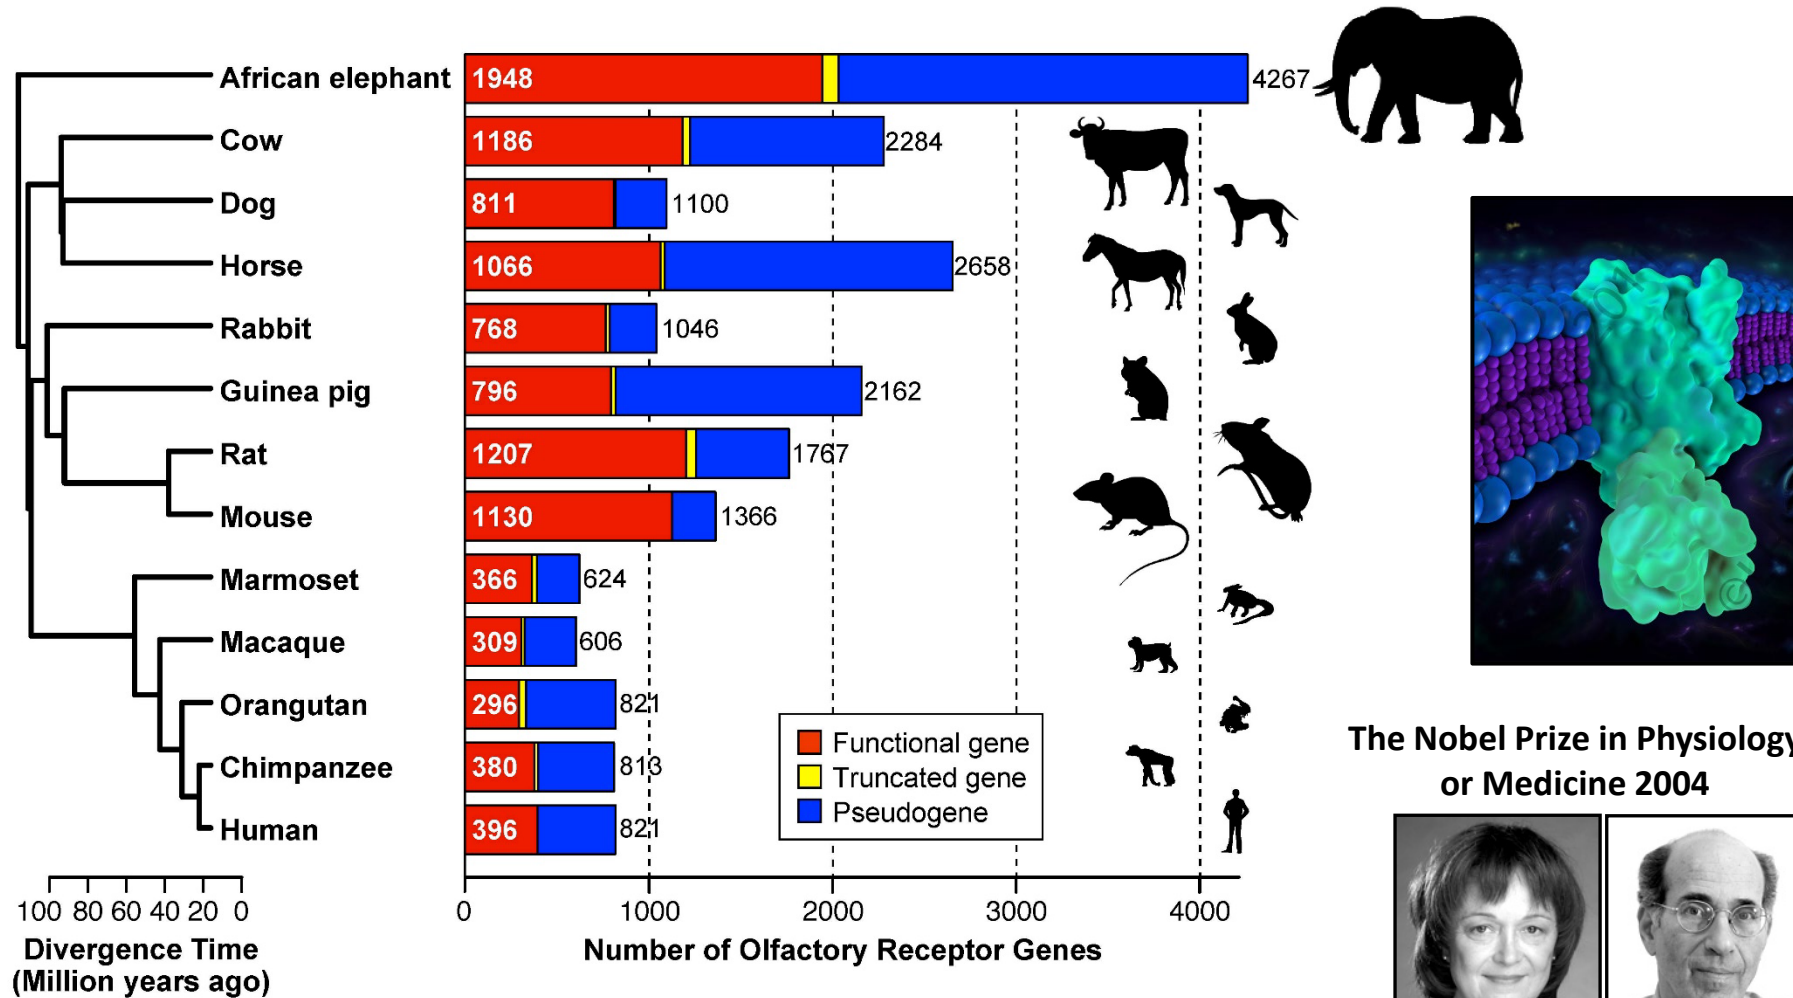 African elephant 1948 4267
Cow 1186 2284
Dog 811 1100
Horse 1066 2658
Rabbit 768 1046
Guinea pig 796 2162
Rat 1207 1767
Mouse 1130 1366
Marmoset 366 624
Macaque 309 606
Orangutan 296 821
Chimpanzee 380 813
Human 396 821
Functional gene
Truncated gene
Pseudogene
100 80 60 40 20 0
Divergence Time
(Million years ago)
0 1000 2000 3000 4000
Number of Olfactory Receptor Genes
The Nobel Prize in Physiology
or Medicine 2004